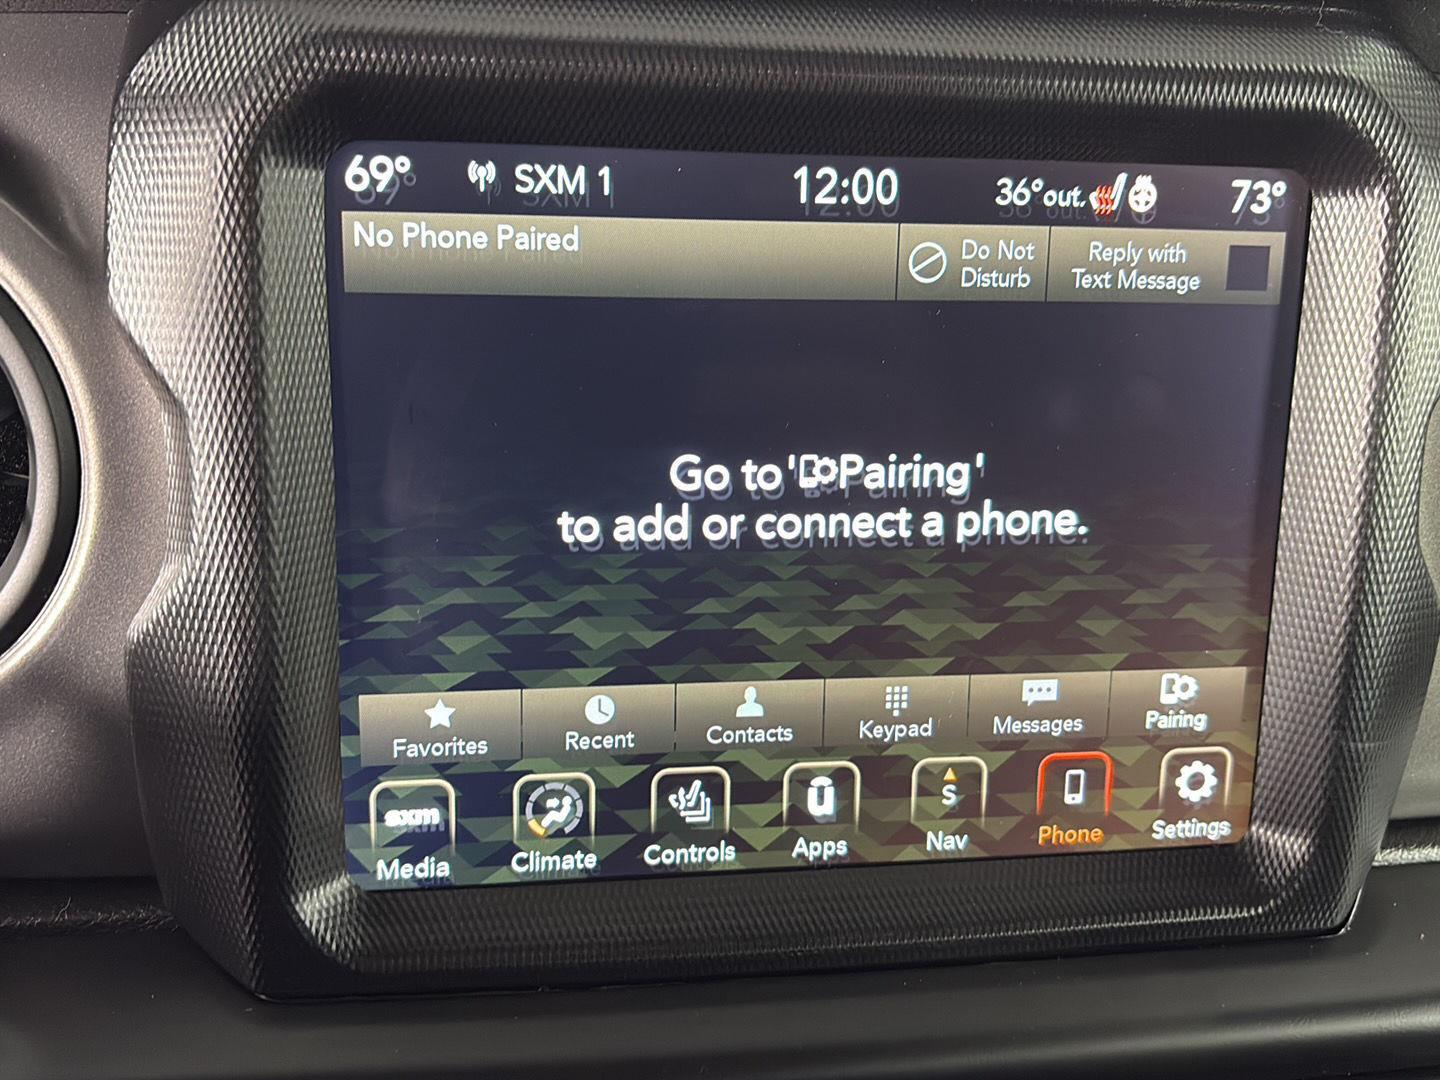 69° SXM 1 12:00 36°out. 73°
No Phone Paired
Do Not
Disturb
Reply with
Text Message
Go to 'Pairing'
to add or connect a phone.
Favorites Recent Contacts Keypad Messages Pairing
sxm
Media
Climate
Controls
u
Apps
S
Nav
Phone
Settings